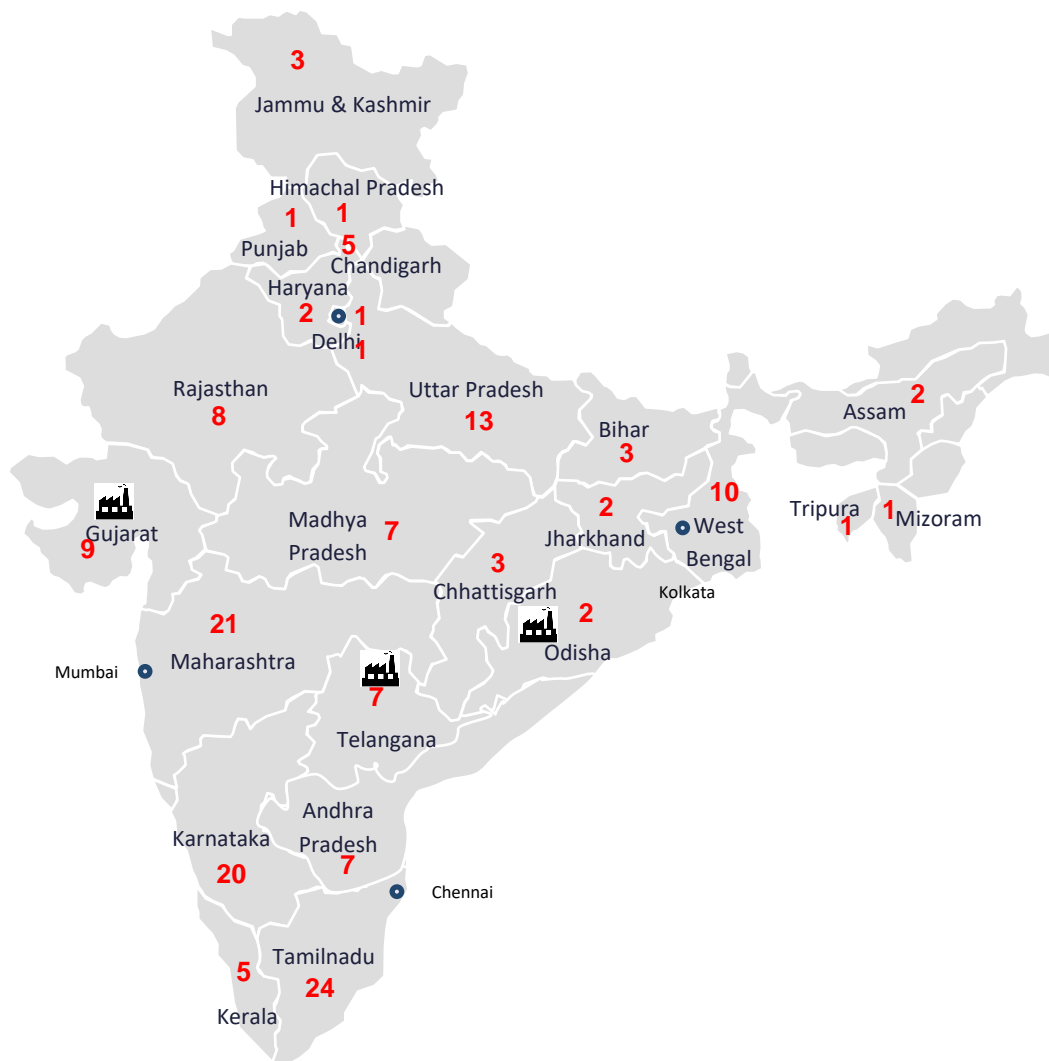 3
Jammu & Kashmir
Himachal Pradesh
1
1
5
Punjab
Chandigarh
Haryana
2
1
Delhi
1
Rajasthan
8
Uttar Pradesh
13
Bihar
3
Assam
2
10
Tripura
1
1
Mizoram
Gujarat
9
Madhya
Pradesh
7
2
Jharkhand
West
Bengal
Kolkata
3
Chhattisgarh
2
Odisha
21
Maharashtra
Mumbai
7
Telangana
Andhra
Pradesh
7
Karnataka
20
Chennai
Tamilnadu
24
5
Kerala